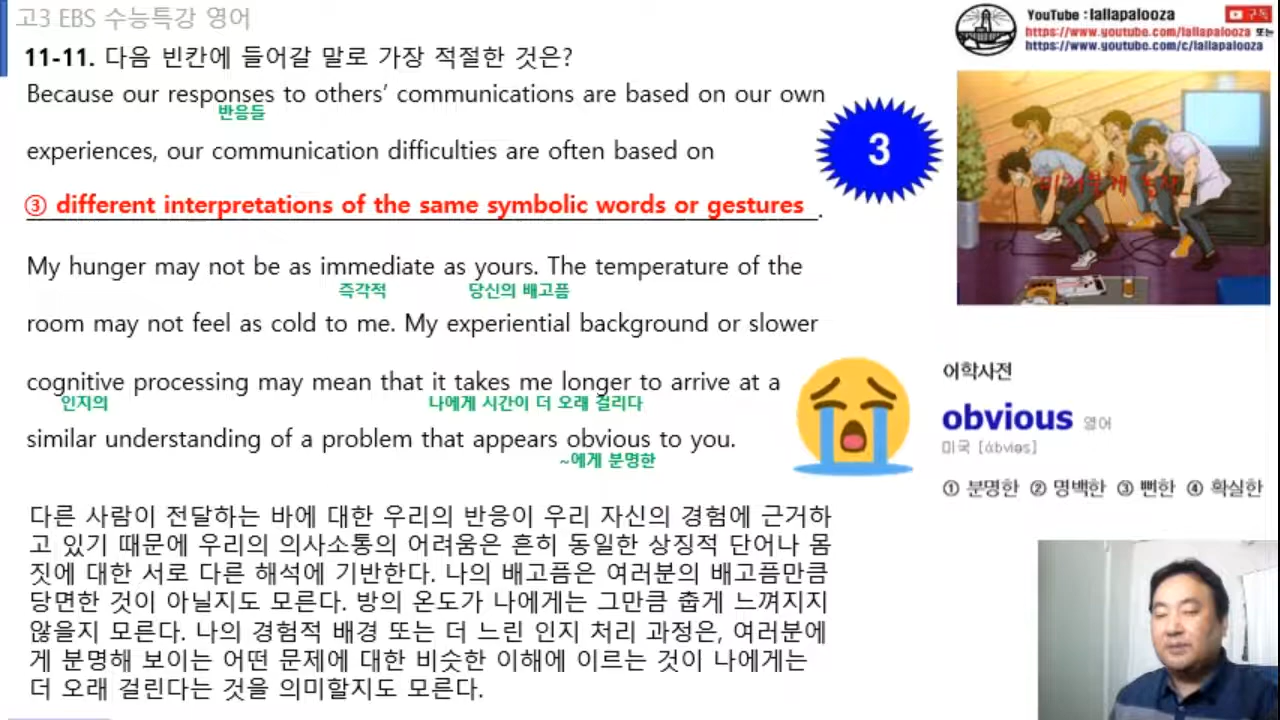 고3 EBS 수능특강 영어
11-11. 다음 빈칸에 들어갈 말로 가장 적절한 것은?
Because our responses to others’ communications are based on our own
반응들
experiences, our communication difficulties are often based on
③ different interpretations of the same symbolic words or gestures.
My hunger may not be as immediate as yours. The temperature of the
즉각적 당신의 배고픔
room may not feel as cold to me. My experiential background or slower
cognitive processing may mean that it takes me longer to arrive at a
인지의 나에게 시간이 더 오래 걸리다
similar understanding of a problem that appears obvious to you.
~에게 분명한
다른 사람이 전달하는 바에 대한 우리의 반응이 우리 자신의 경험에 근거하
고 있기 때문에 우리의 의사소통의 어려움은 흔히 동일한 상징적 단어나 몸
짓에 대한 서로 다른 해석에 기반한다. 나의 배고픔은 여러분의 배고픔만큼
당면한 것이 아닐지도 모른다. 방의 온도가 나에게는 그만큼 춥게 느껴지지
않을지 모른다. 나의 경험적 배경 또는 더 느린 인지 처리 과정은, 여러분에
게 분명해 보이는 어떤 문제에 대한 비슷한 이해에 이르는 것이 나에게는
더 오래 걸린다는 것을 의미할지도 모른다.
3
YouTube : lallapalooza
구독
https://www.youtube.com/lallapalooza 또는
https://www.youtube.com/c/lallapalooza
어학사전
obvious 영어
미국 [ɑ́bviəs]
① 분명한 ② 명백한 ③ 뻔한 ④ 확실한